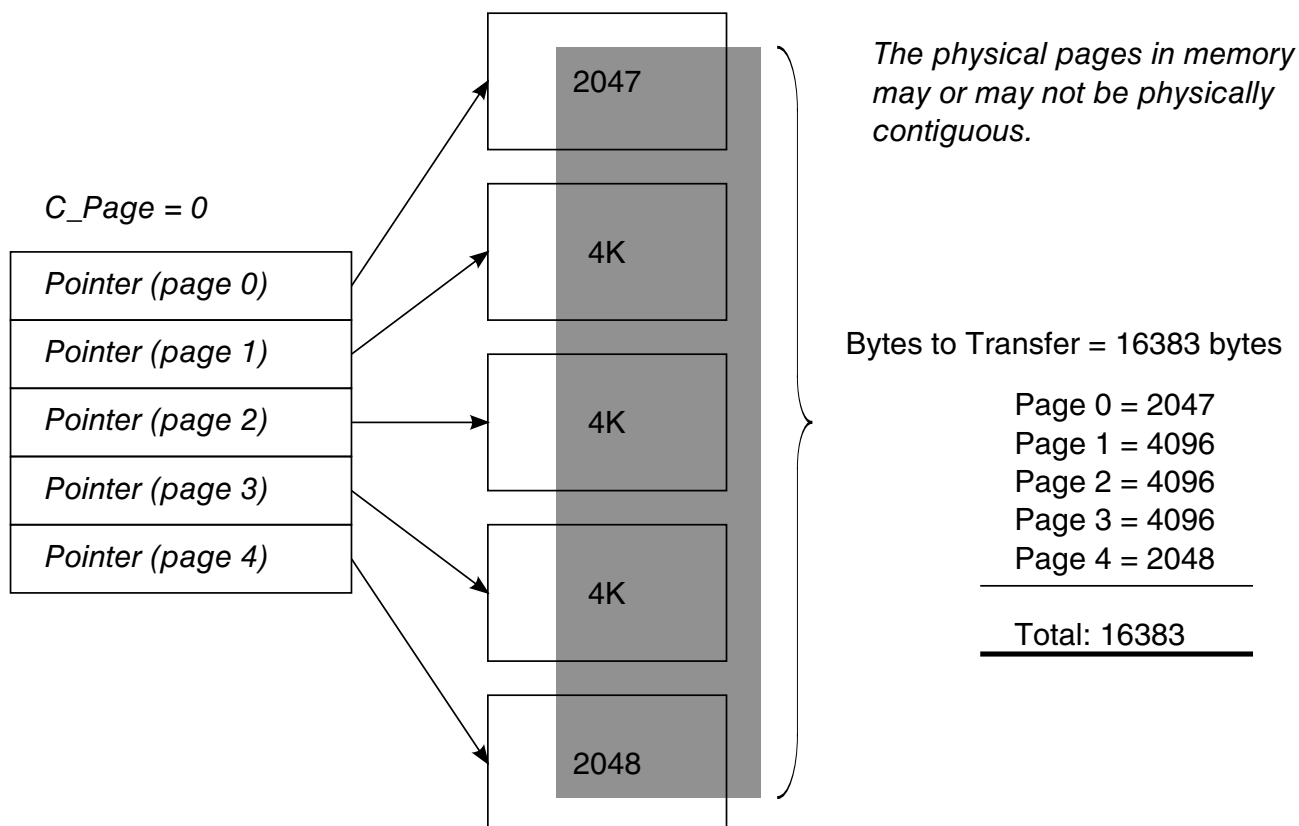 The physical pages in memory
may or may not be physically
contiguous.
C_Page = 0
Pointer (page 0)
Pointer (page 1)
Pointer (page 2)
Pointer (page 3)
Pointer (page 4)
2047
4K
4K
4K
2048
Bytes to Transfer = 16383 bytes
Page 0 = 2047
Page 1 = 4096
Page 2 = 4096
Page 3 = 4096
Page 4 = 2048
Total: 16383